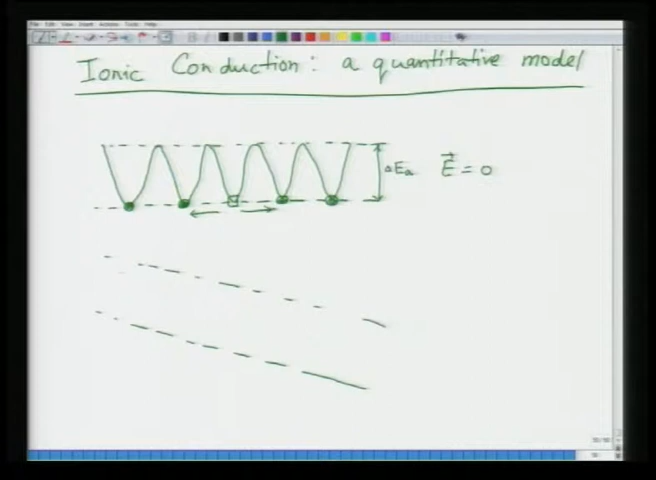 Ionic Conduction: a quantitative model
ΔEₐ E⃗ = 0